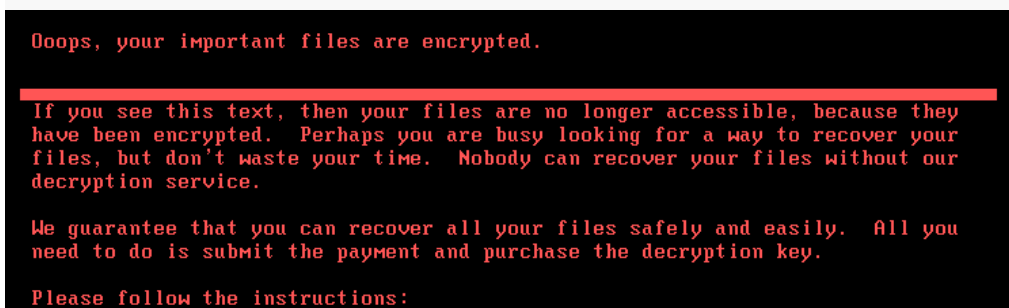 Ooops, your important files are encrypted.
If you see this text, then your files are no longer accessible, because they
have been encrypted.  Perhaps you are busy looking for a way to recover your
files, but don't waste your time.  Nobody can recover your files without our
decryption service.
We guarantee that you can recover all your files safely and easily.  All you
need to do is submit the payment and purchase the decryption key.
Please follow the instructions: